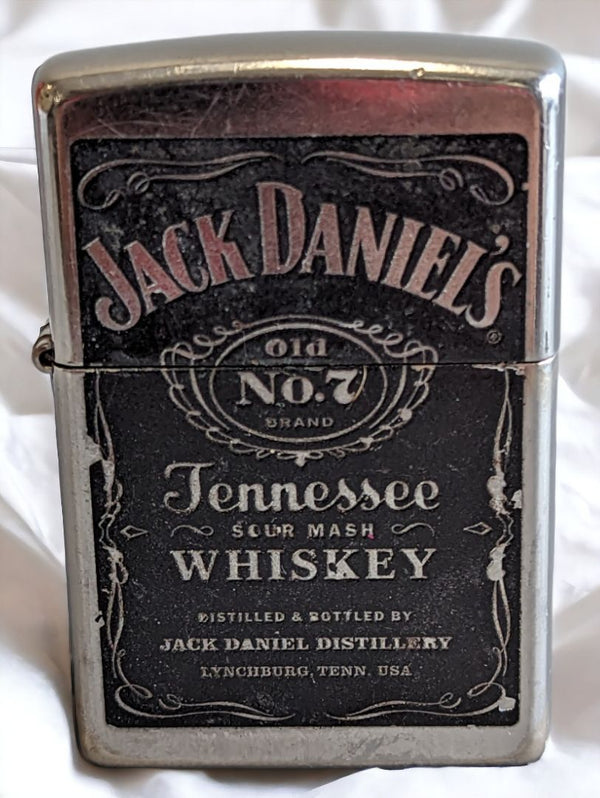 JACK DANIEL'S
®
Old
No.7
BRAND
Tennessee
SOUR MASH
WHISKEY
DISTILLED & BOTTLED BY
JACK DANIEL DISTILLERY
LYNCHBURG, TENN. USA